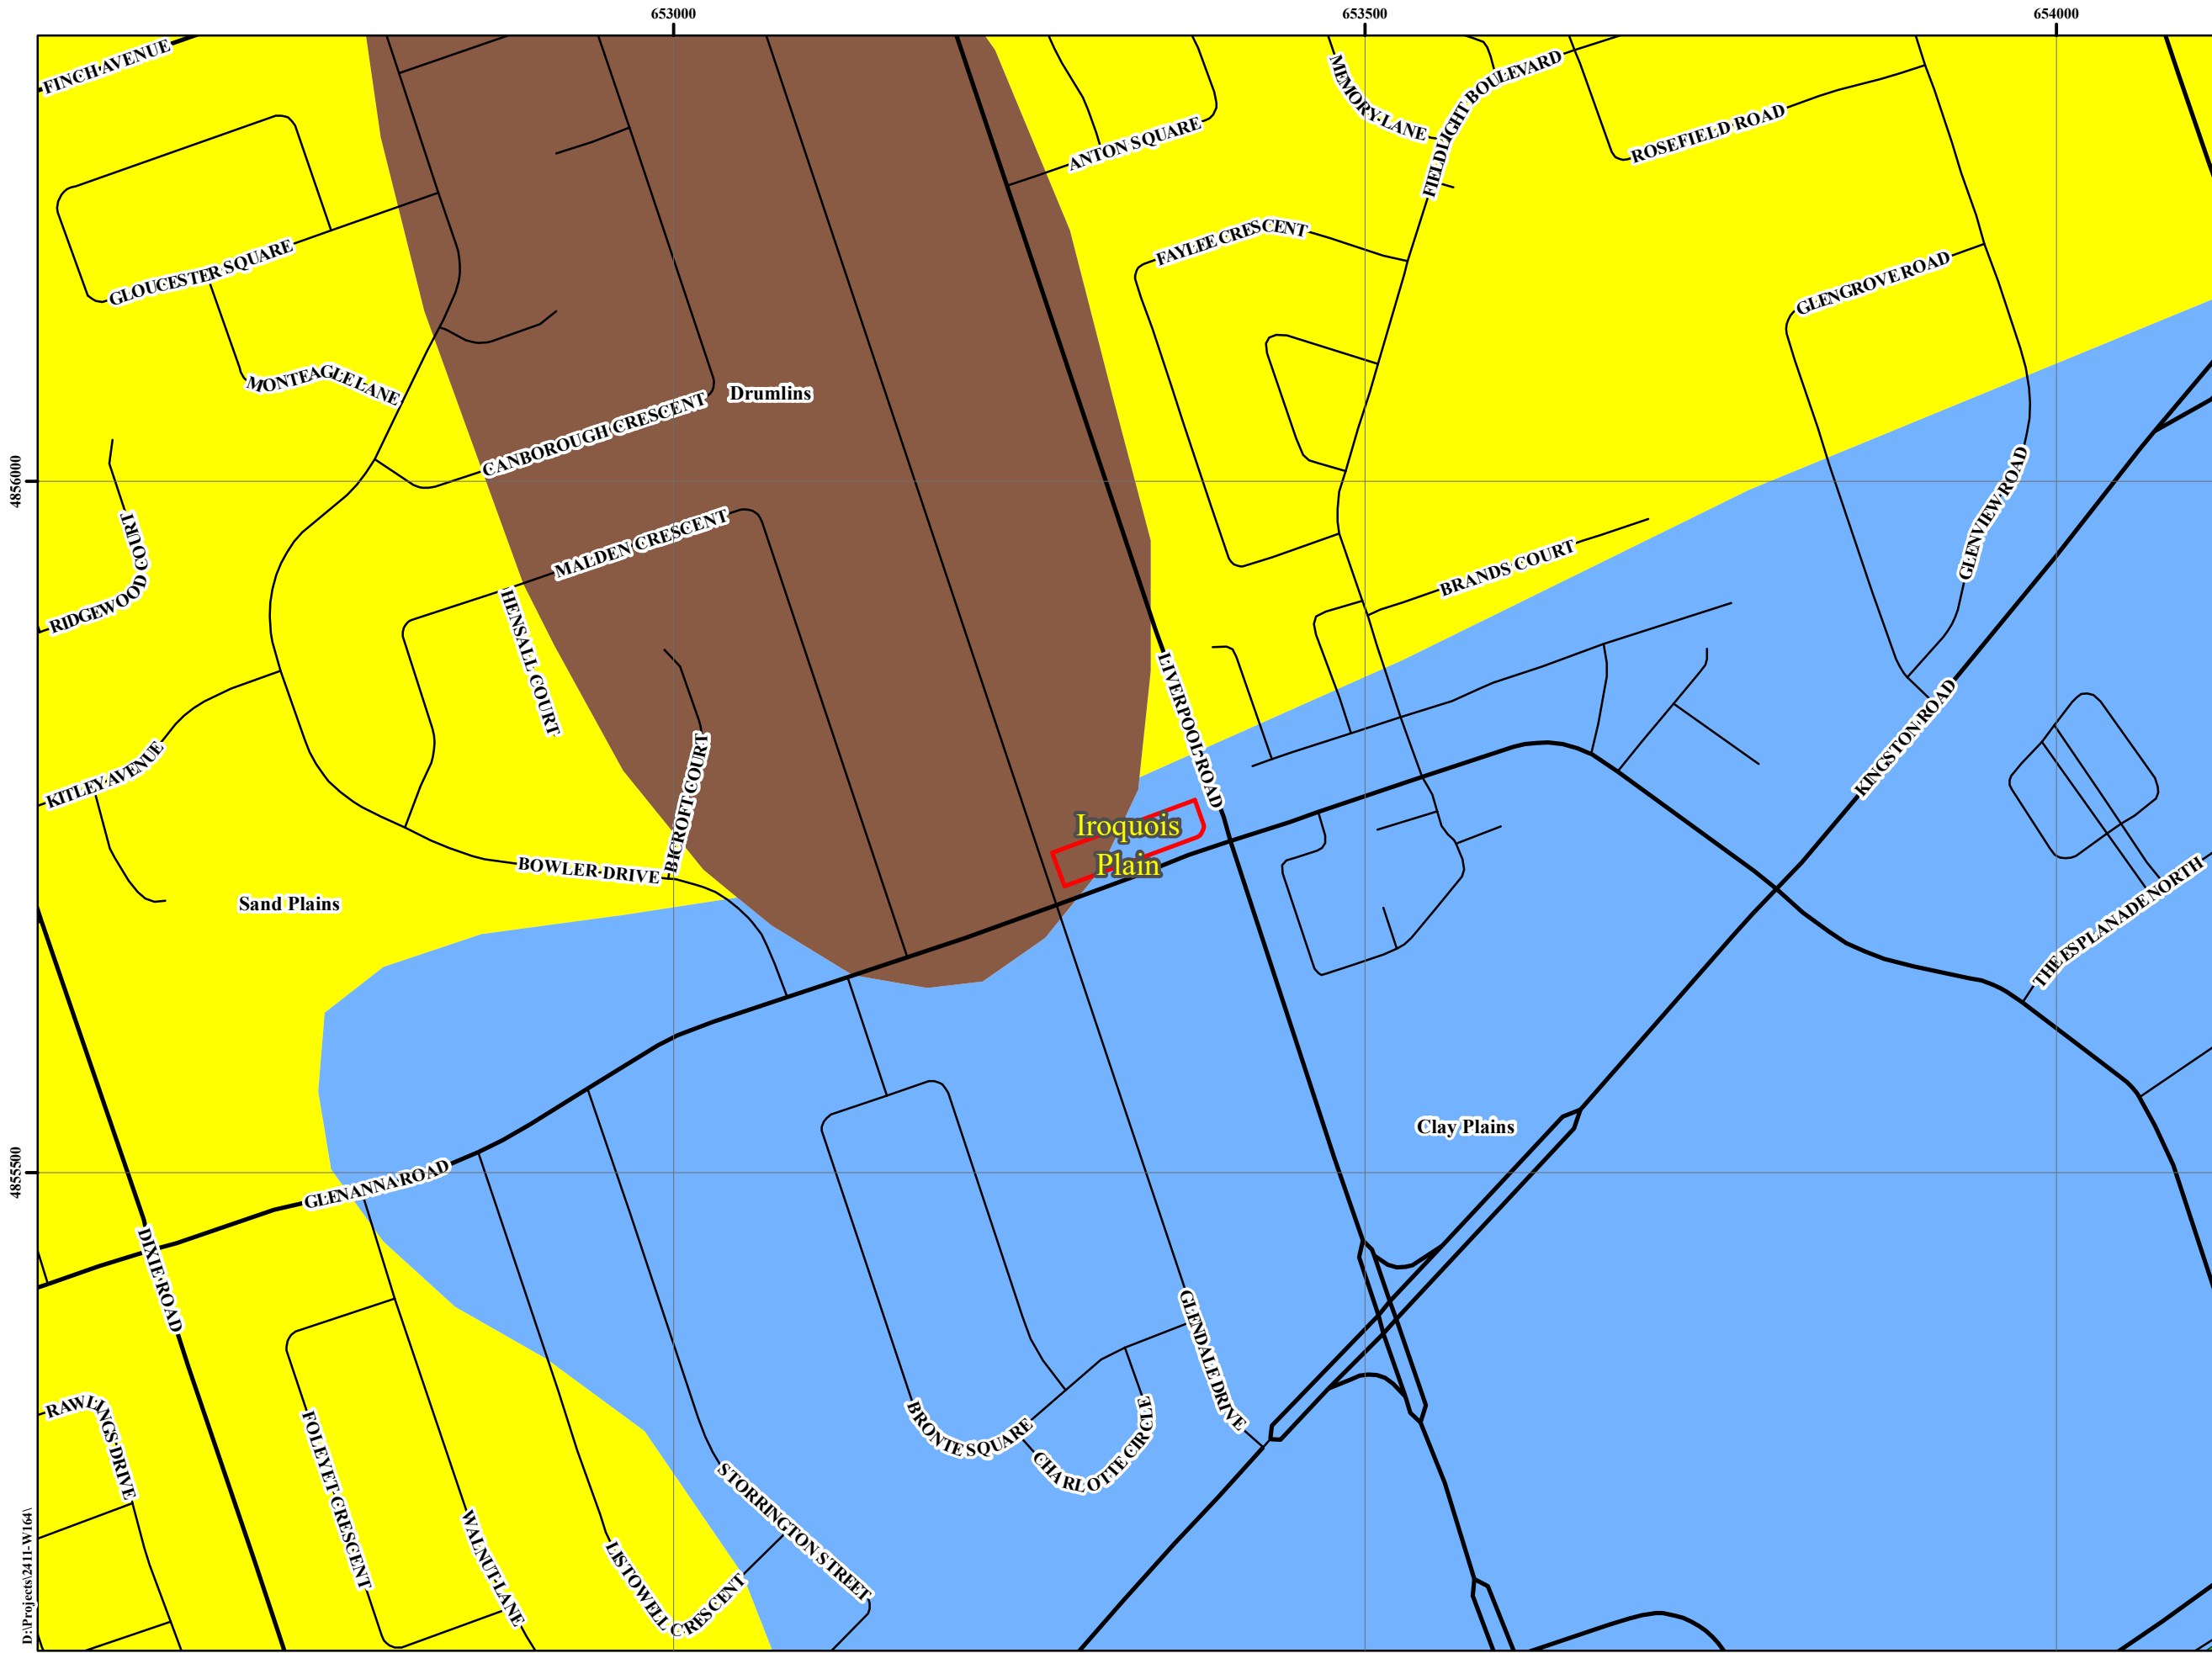 653000
653500
654000
FINCH AVENUE
MEMORY LANE
FIELDLIGHT BOULEVARD
ROSEFIELD ROAD
ANTON SQUARE
GLOUCESTER SQUARE
FAYLEE CRESCENT
GLENGROVE ROAD
MONTEAGLE LANE
Drumlins
CANBOROUGH CRESCENT
4856000
GLENVIEW ROAD
RIDGEWOOD COURT
MALDEN CRESCENT
BRANDS COURT
HENSALL COURT
LIVERPOOL ROAD
KINGSTON ROAD
KITLEY AVENUE
BICROFT COURT
Iroquois
Plain
BOWLER DRIVE
Sand Plains
THE ESPLANADE NORTH
Clay Plains
4855500
GLENANNA ROAD
DIXIE ROAD
GLENDALE DRIVE
RAWLINGS DRIVE
FOLEYET CRESCENT
BRONTE SQUARE
CHARLOTTE CIRCLE
STORRINGTON STREET
WALNUT LANE
LISTOWELL CRESCENT
D:\Projects\2411-W164\